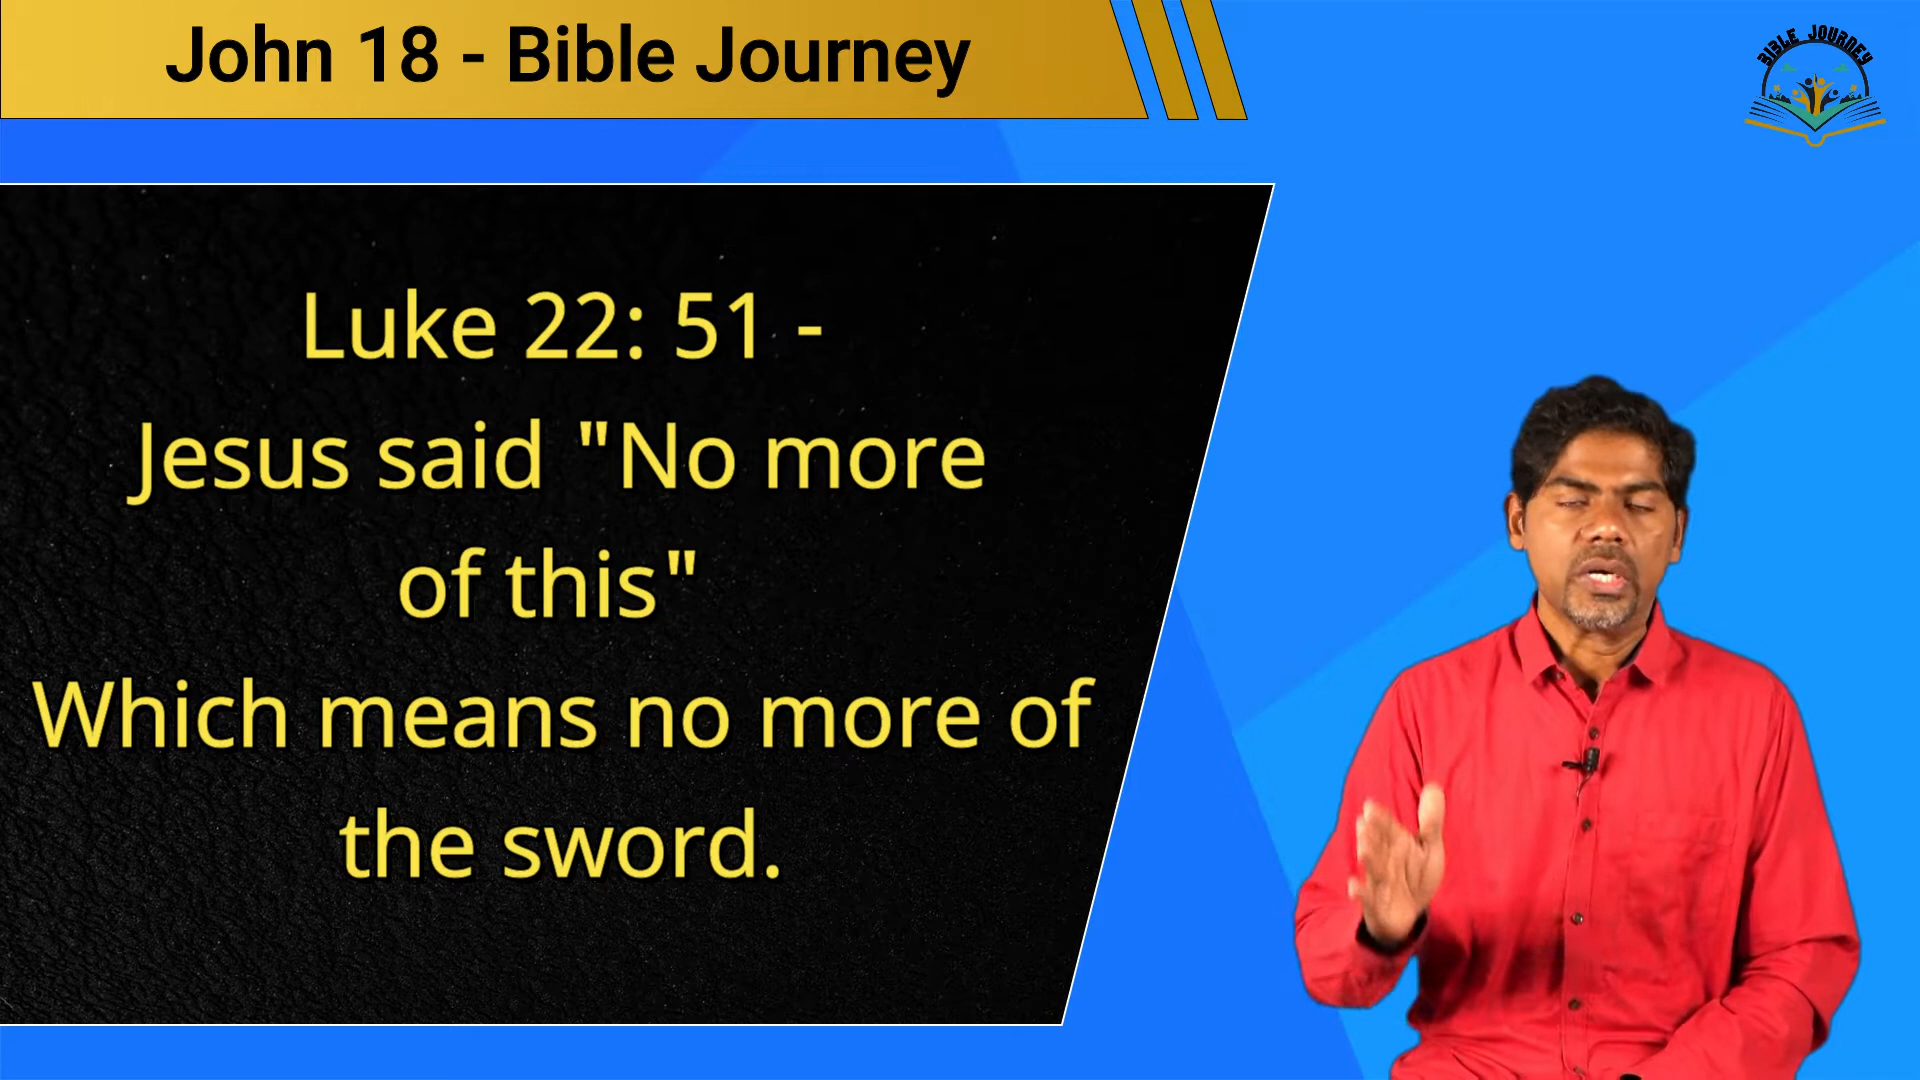 John 18 - Bible Journey
BIBLE JOURNEY
Luke 22: 51 -
Jesus said "No more
of this"
Which means no more of
the sword.